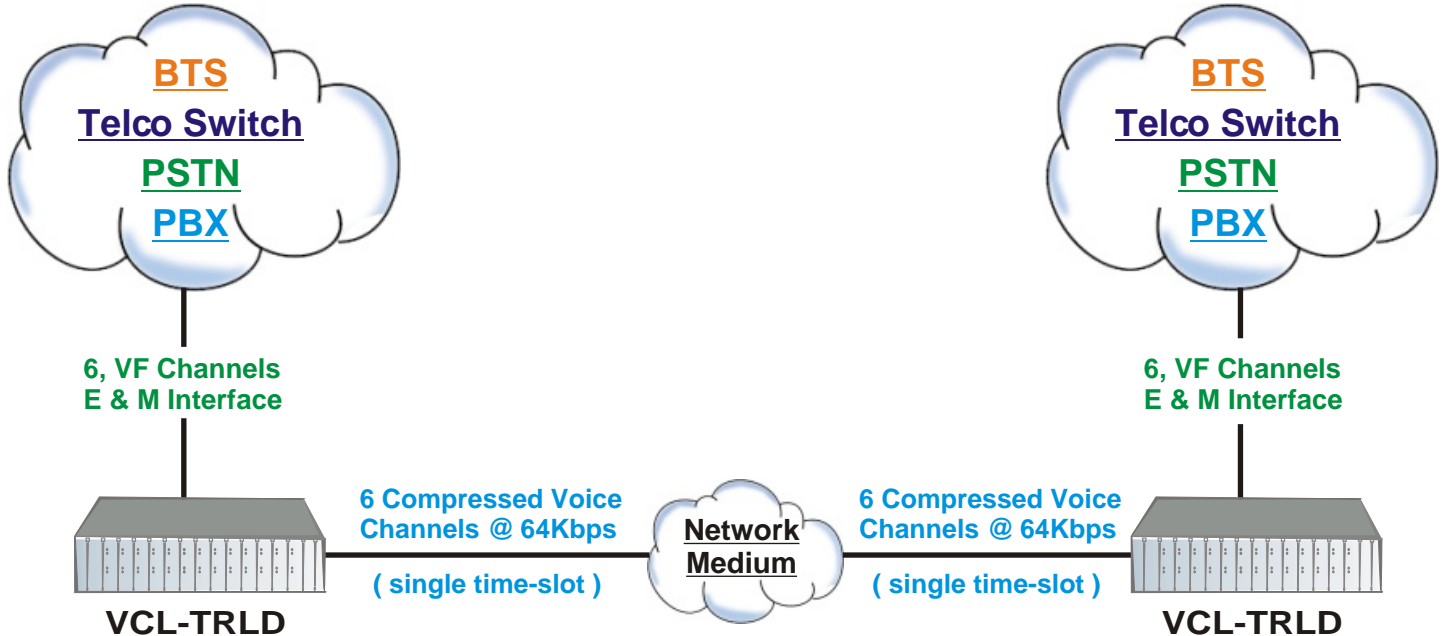 BTS
Telco Switch
PSTN
PBX
BTS
Telco Switch
PSTN
PBX
6, VF Channels
E & M Interface
6, VF Channels
E & M Interface
6 Compressed Voice
Channels @ 64Kbps
( single time-slot )
Network
Medium
6 Compressed Voice
Channels @ 64Kbps
( single time-slot )
VCL-TRLD
VCL-TRLD